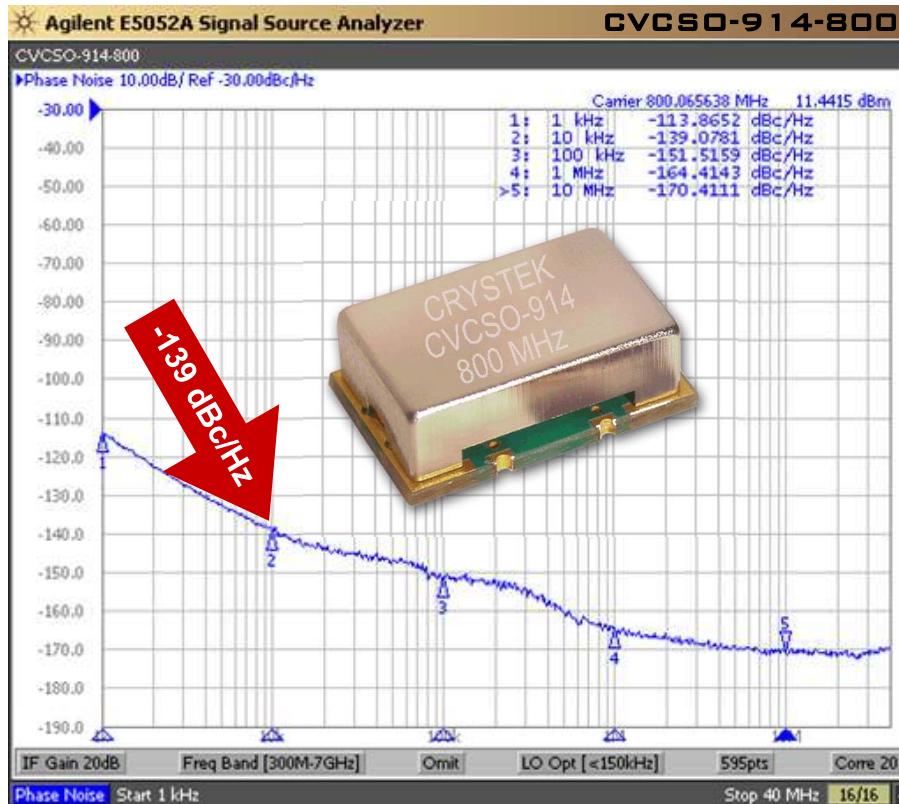 Agilent E5052A Signal Source Analyzer
CVCSO-914-800
CVCSO-914-800
Phase Noise 10.00dB/ Ref -30.00dBc/Hz
Carrier 800.065638 MHz 11.4415 dBm
1: 1 kHz -113.8652 dBc/Hz
2: 10 kHz -139.0781 dBc/Hz
3: 100 kHz -151.5159 dBc/Hz
4: 1 MHz -164.4143 dBc/Hz
>5: 10 MHz -170.4111 dBc/Hz
-30.00
-40.00
-50.00
-60.00
-70.00
-80.00
-90.00
-100.0
-110.0
-120.0
-130.0
-140.0
-150.0
-160.0
-170.0
-180.0
-190.0
CRYSTEK
CVCSO-914
800 MHz
-139 dBc/Hz
1
2
3
4
5
IF Gain 20dB
Freq Band [300M-7GHz]
Omit
LO Opt [<150kHz]
595pts
Corre 20
Phase Noise Start 1 kHz
Stop 40 MHz
16/16